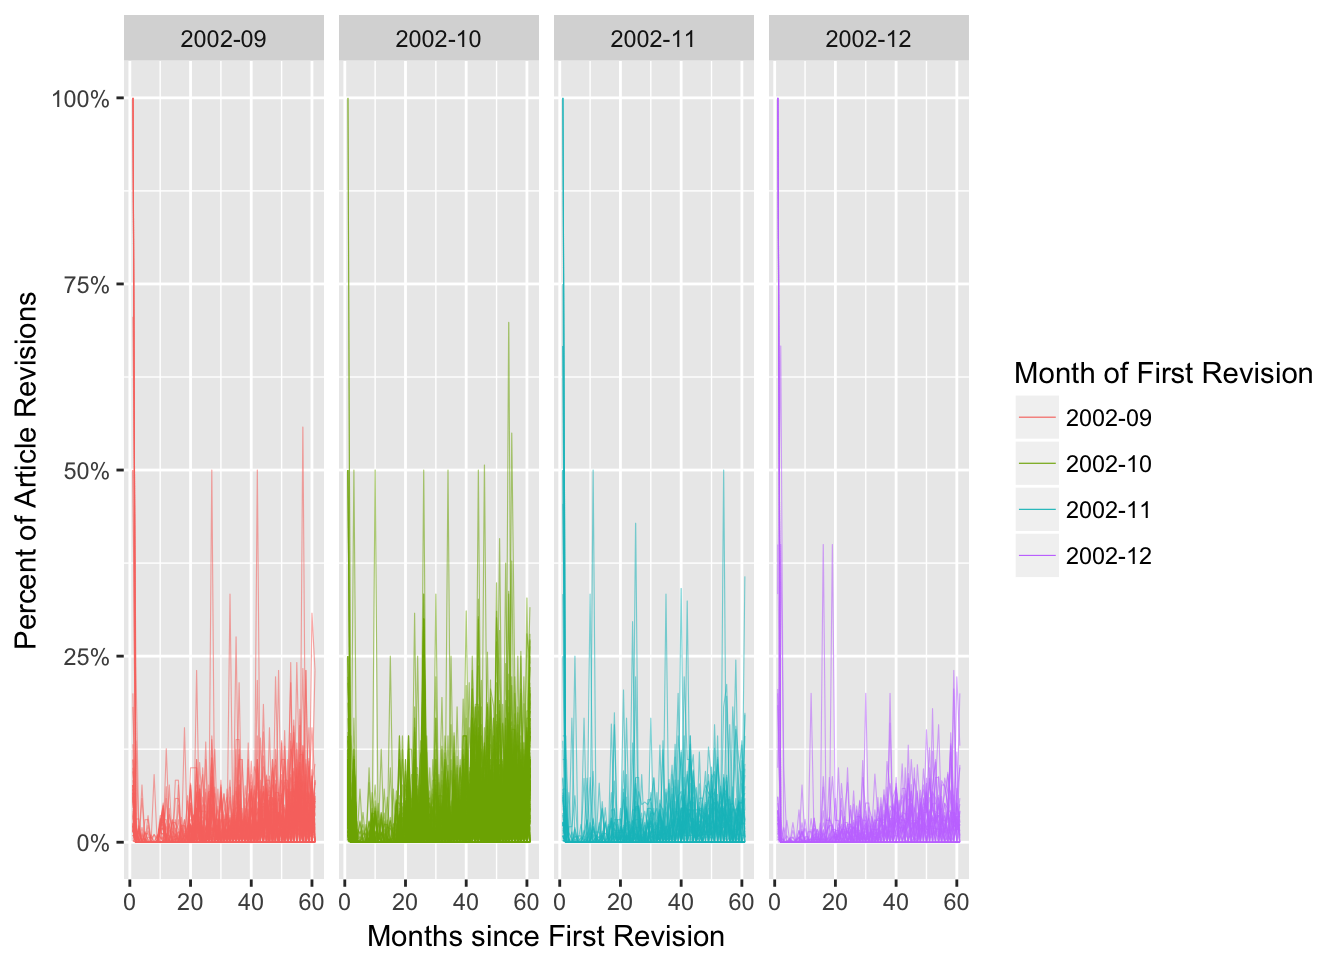 2002-09 2002-10 2002-11 2002-12
100%
75%
50%
25%
0%
Percent of Article Revisions
0 20 40 60 0 20 40 60 0 20 40 60 0 20 40 60
Months since First Revision
Month of First Revision
2002-09
2002-10
2002-11
2002-12